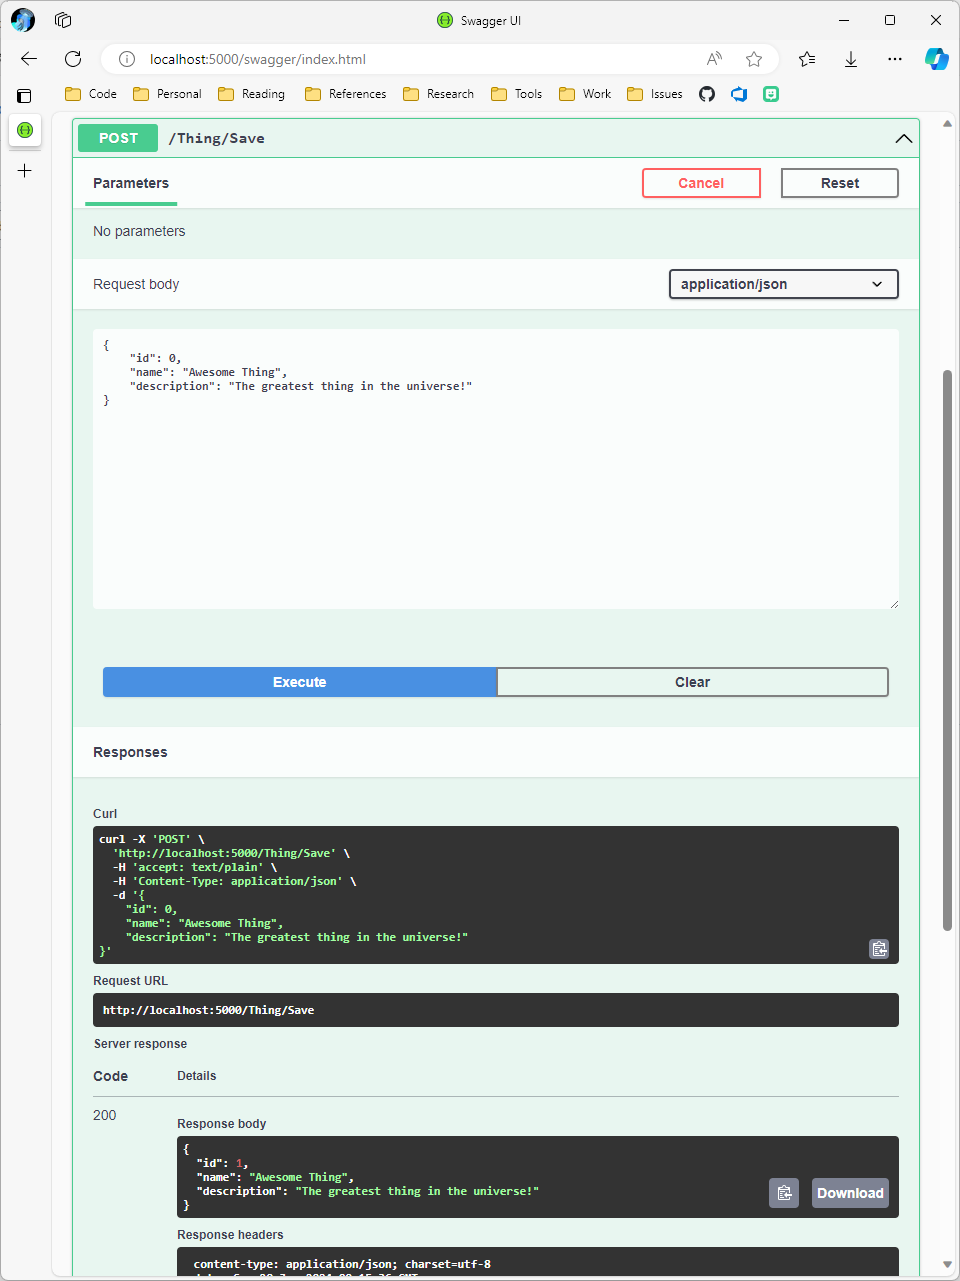 Swagger UI
localhost:5000/swagger/index.html
Code Personal Reading References Research Tools Work Issues
POST /Thing/Save
Parameters Cancel Reset
No parameters
Request body application/json
{
"id": 0,
"name": "Awesome Thing",
"description": "The greatest thing in the universe!"
}
Execute Clear
Responses
Curl
curl -X 'POST' \
'http://localhost:5000/Thing/Save' \
-H 'accept: text/plain' \
-H 'Content-Type: application/json' \
-d '{
"id": 0,
"name": "Awesome Thing",
"description": "The greatest thing in the universe!"
}'
Request URL
http://localhost:5000/Thing/Save
Server response
Code Details
200
Response body
{
"id": 1,
"name": "Awesome Thing",
"description": "The greatest thing in the universe!"
}
Download
Response headers
content-type: application/json; charset=utf-8